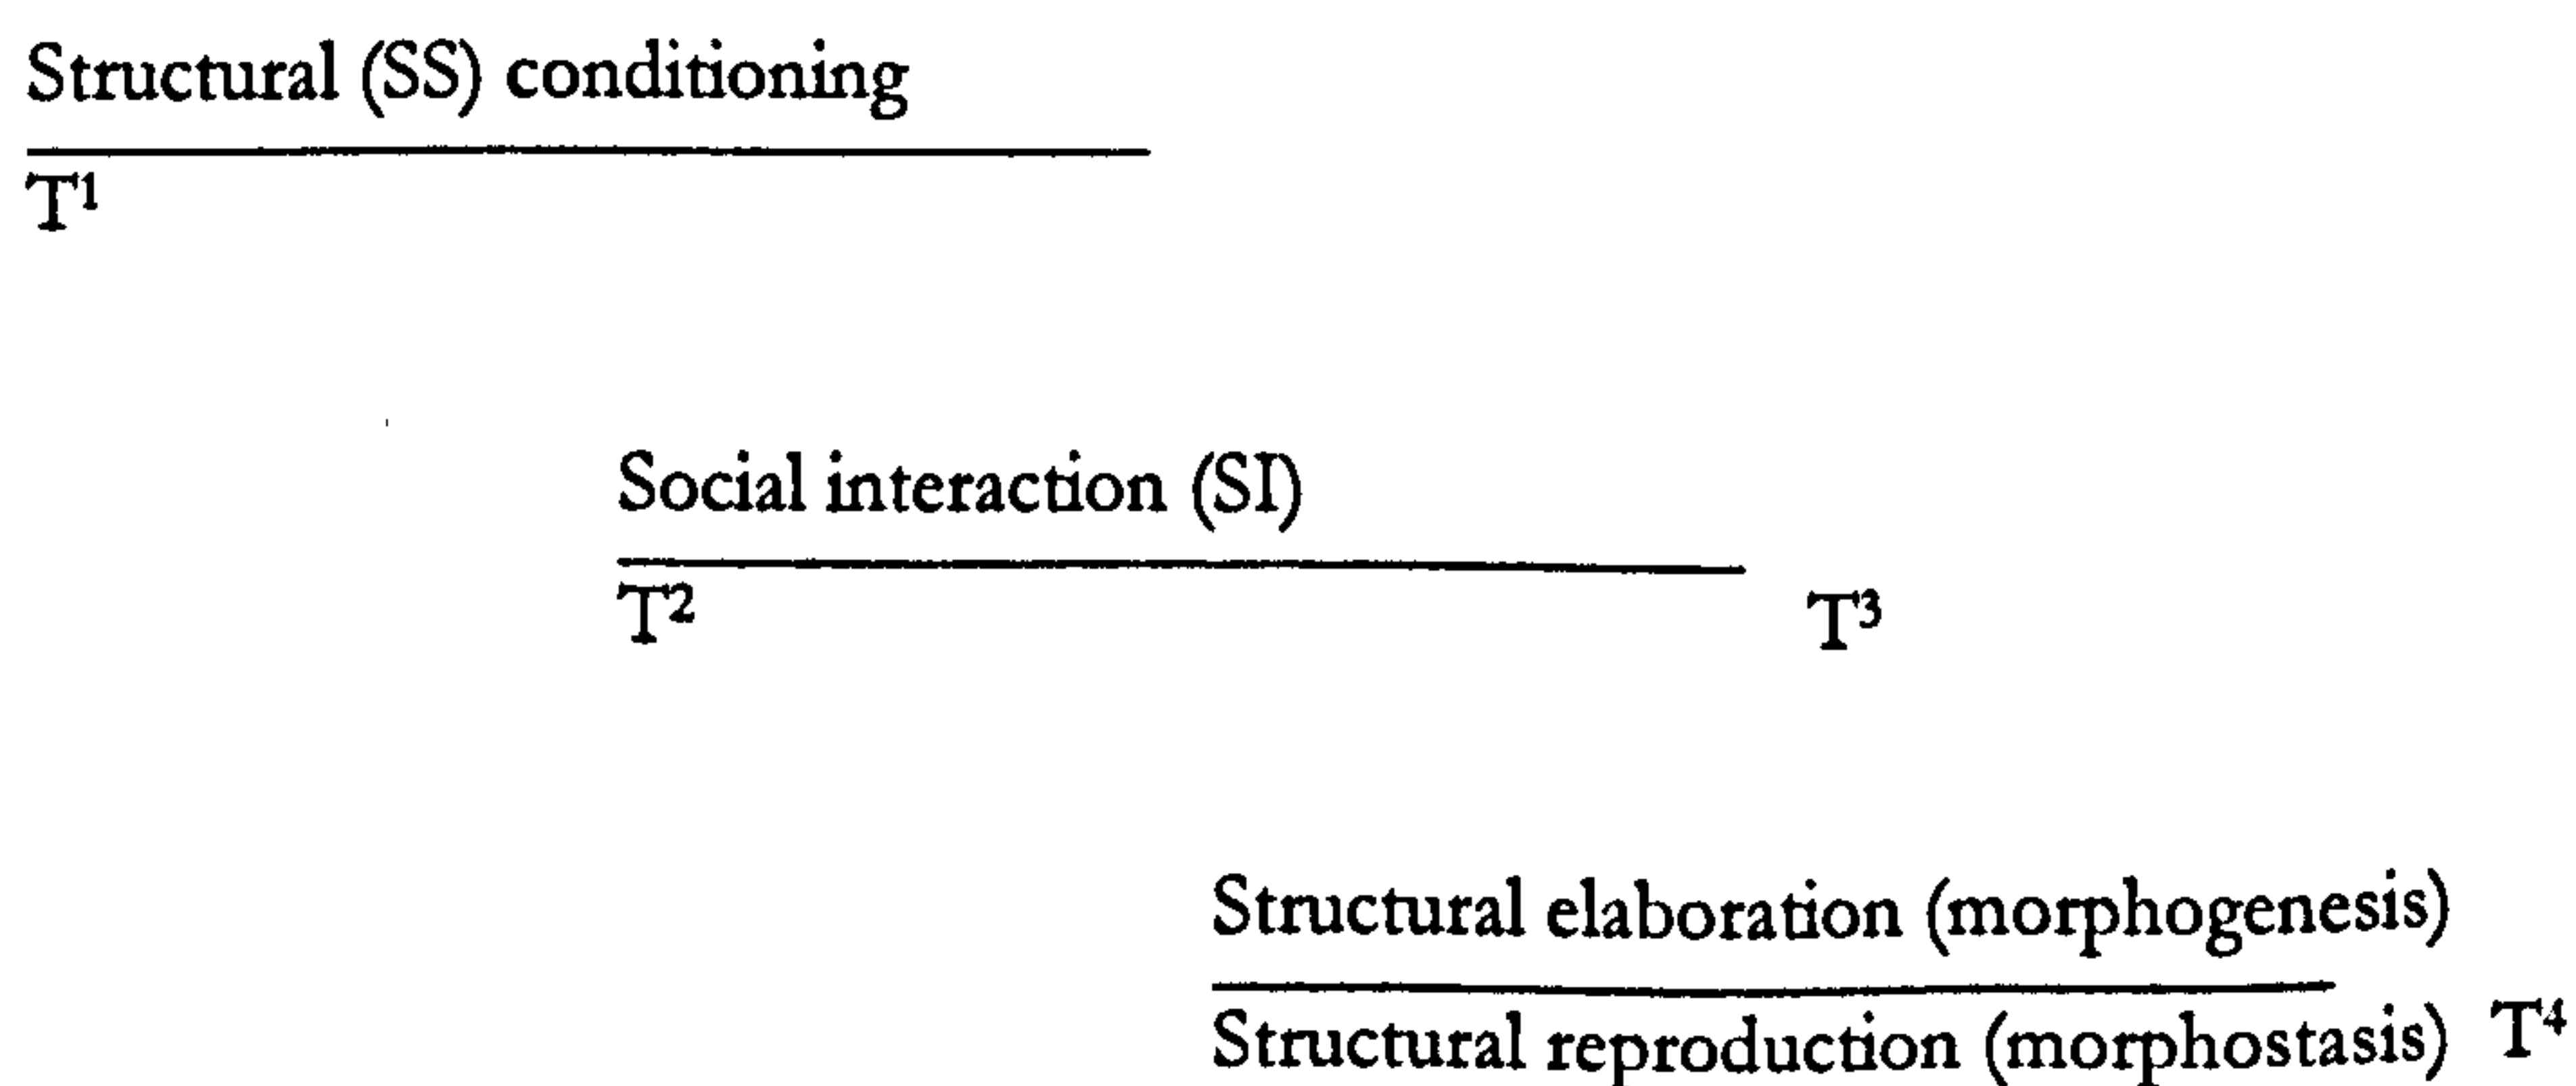 Structural (SS) conditioning
T¹
Social interaction (SI)
T² T³
Structural elaboration (morphogenesis)
Structural reproduction (morphostasis) T⁴